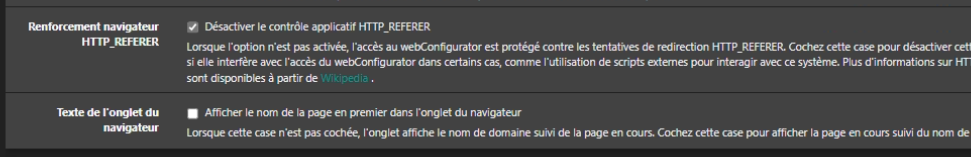 Renforcement navigateur
HTTP_REFERER
Désactiver le contrôle applicatif HTTP_REFERER
Lorsque l'option n'est pas activée, l'accès au webConfigurator est protégé contre les tentatives de redirection HTTP_REFERER. Cochez cette case pour désactiver
si elle interfère avec l'accès du webConfigurator dans certains cas, comme l'utilisation de scripts externes pour interagir avec ce système. Plus d'informations sur
sont disponibles à partir de Wikipedia .
Texte de l'onglet du
navigateur
Afficher le nom de la page en premier dans l'onglet du navigateur
Lorsque cette case n'est pas cochée, l'onglet affiche le nom de domaine suivi de la page en cours. Cochez cette case pour afficher la page en cours suivi du nom de